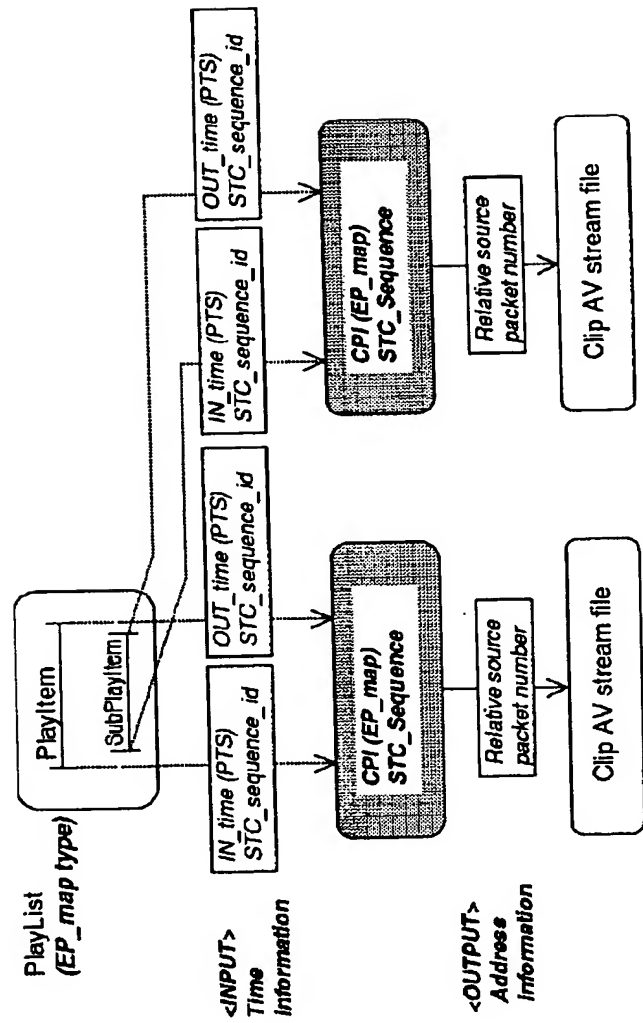 PlayList
(EP_map type)
PlayItem
SubPlayItem
<INPUT>
Time
Information
IN_time (PTS)
STC_sequence_id
OUT_time (PTS)
STC_sequence_id
IN_time (PTS)
STC_sequence_id
OUT_time (PTS)
STC_sequence_id
CPI (EP_map)
STC_Sequence
CPI (EP_map)
STC_Sequence
<OUTPUT>
Address
Information
Relative source
packet number
Relative source
packet number
Clip AV stream file
Clip AV stream file